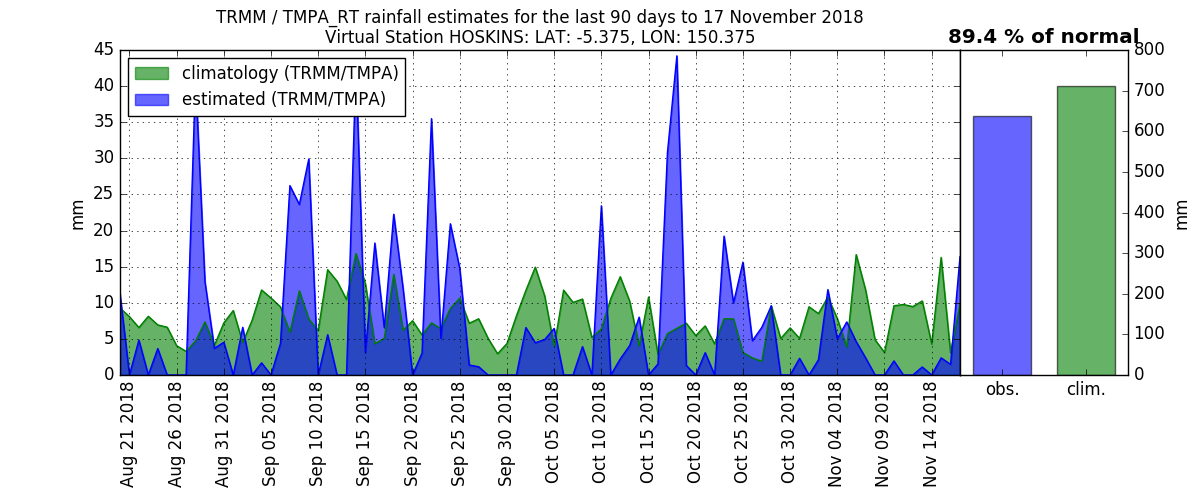 TRMM / TMPA_RT rainfall estimates for the last 90 days to 17 November 2018
Virtual Station HOSKINS: LAT: -5.375, LON: 150.375
89.4 % of normal
climatology (TRMM/TMPA)
estimated (TRMM/TMPA)
45
40
35
30
25
20
15
10
5
0
mm
Aug 21 2018
Aug 26 2018
Aug 31 2018
Sep 05 2018
Sep 10 2018
Sep 15 2018
Sep 20 2018
Sep 25 2018
Sep 30 2018
Oct 05 2018
Oct 10 2018
Oct 15 2018
Oct 20 2018
Oct 25 2018
Oct 30 2018
Nov 04 2018
Nov 09 2018
Nov 14 2018
obs.
clim.
800
700
600
500
400
300
200
100
0
mm